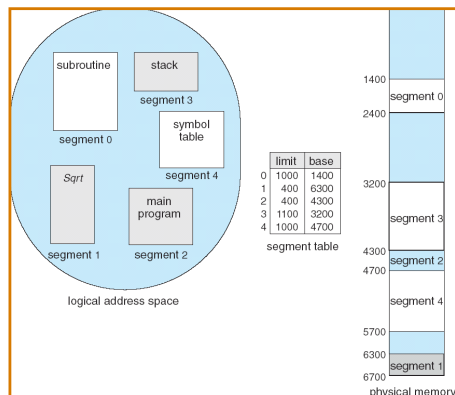 subroutine
segment 0
stack
segment 3
symbol
table
segment 4
Sqrt
segment 1
main
program
segment 2
logical address space
limit base
0 1000 1400
1 400 6300
2 400 4300
3 1100 3200
4 1000 4700
segment table
1400
segment 0
2400
3200
segment 3
4300
segment 2
4700
segment 4
5700
6300
segment 1
6700
physical memory